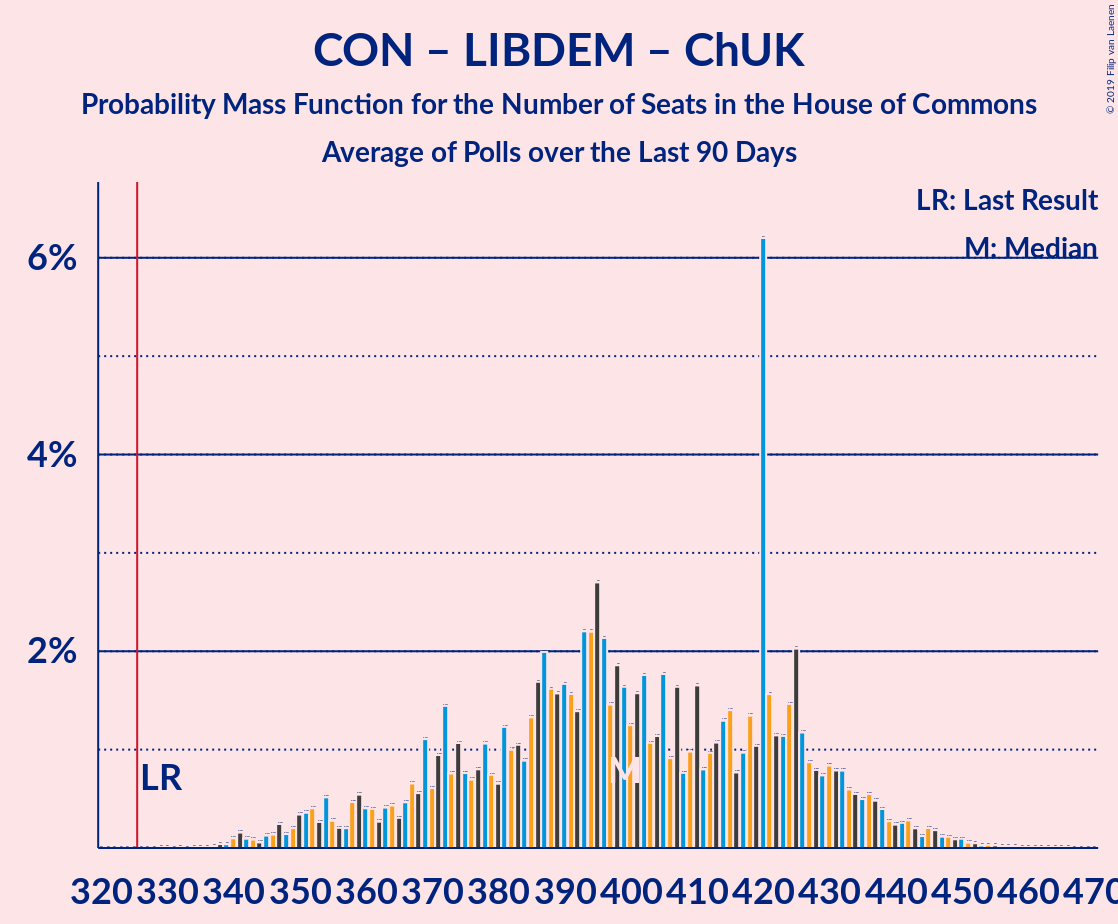 CON – LIBDEM – ChUK
Probability Mass Function for the Number of Seats in the House of Commons
Average of Polls over the Last 90 Days
© 2019 Filip van Laenen
LR: Last Result
M: Median
6%
4%
2%
LR
M
320 330 340 350 360 370 380 390 400 410 420 430 440 450 460 470